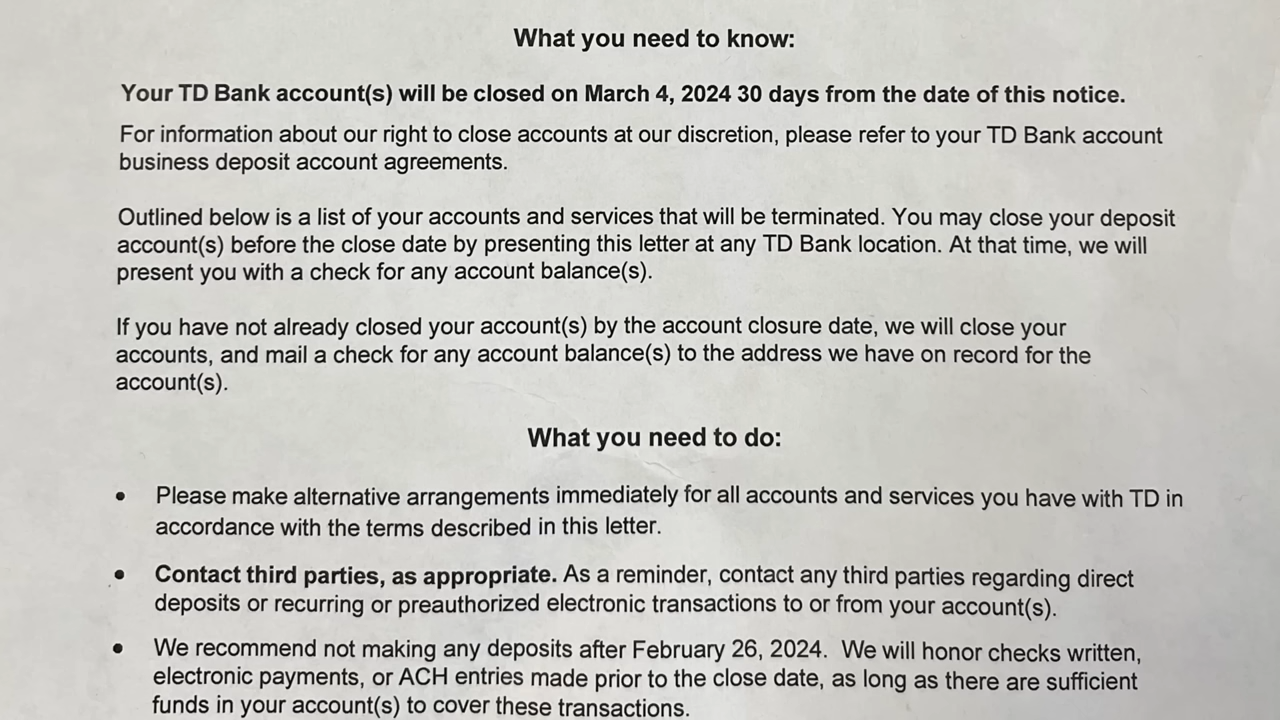 What you need to know:
Your TD Bank account(s) will be closed on March 4, 2024 30 days from the date of this notice.
For information about our right to close accounts at our discretion, please refer to your TD Bank account
business deposit account agreements.
Outlined below is a list of your accounts and services that will be terminated. You may close your deposit
account(s) before the close date by presenting this letter at any TD Bank location. At that time, we will
present you with a check for any account balance(s).
If you have not already closed your account(s) by the account closure date, we will close your
accounts, and mail a check for any account balance(s) to the address we have on record for the
account(s).
What you need to do:
• Please make alternative arrangements immediately for all accounts and services you have with TD in
accordance with the terms described in this letter.
• Contact third parties, as appropriate. As a reminder, contact any third parties regarding direct
deposits or recurring or preauthorized electronic transactions to or from your account(s).
• We recommend not making any deposits after February 26, 2024. We will honor checks written,
electronic payments, or ACH entries made prior to the close date, as long as there are sufficient
funds in your account(s) to cover these transactions.